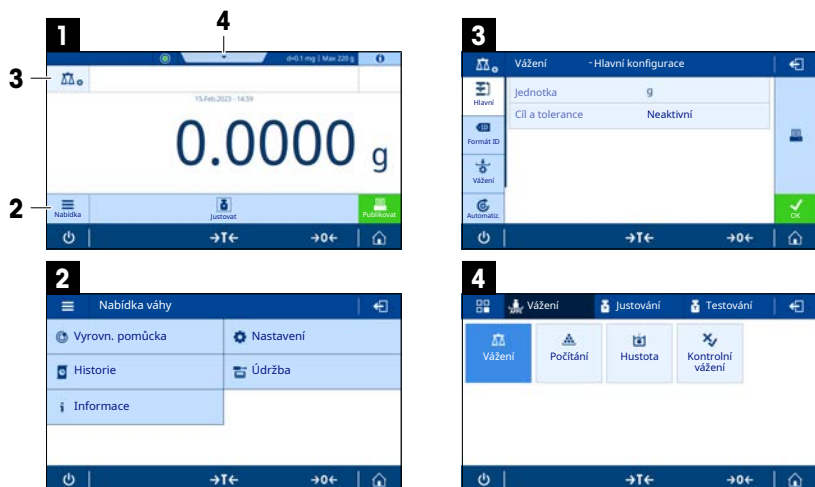 4
1
d=0.1 mg | Max 220 g
3
15.Feb.2023 - 14.59
0.0000 g
2
Nabídka
Justovat
Publikovat
→T←
→0←
3
Vážení
-Hlavní konfigurace
Hlavní
Jednotka
g
Cíl a tolerance
Neaktivní
Formát ID
Vážení
Automatiz.
OK
→T←
→0←
2
Nabídka váhy
Vyrovn. pomůcka
Nastavení
Historie
Údržba
Informace
→T←
→0←
4
Vážení
Justování
Testování
Vážení
Počítání
Hustota
Kontrolní
vážení
→T←
→0←